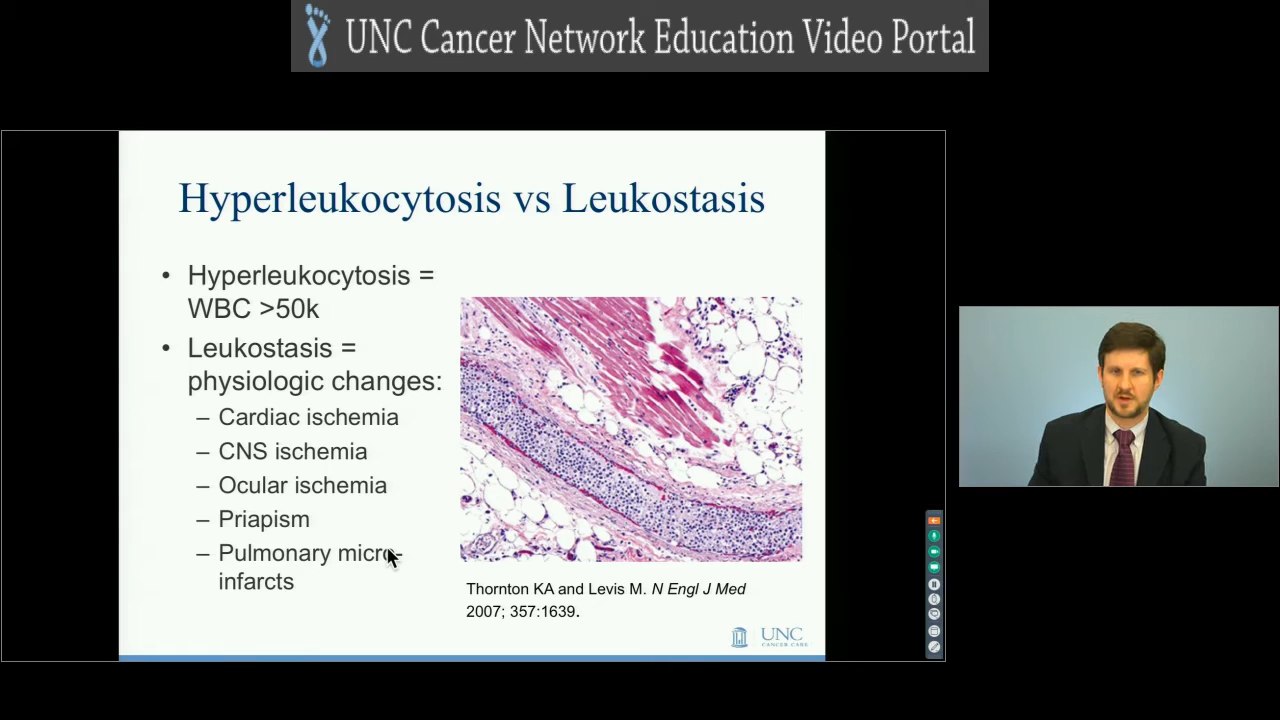 UNC Cancer Network Education Video Portal
Hyperleukocytosis vs Leukostasis
• Hyperleukocytosis =
WBC >50k
• Leukostasis =
physiologic changes:
– Cardiac ischemia
– CNS ischemia
– Ocular ischemia
– Priapism
– Pulmonary micro-
infarcts
Thornton KA and Levis M. N Engl J Med
2007; 357:1639.
UNC
CANCER CARE